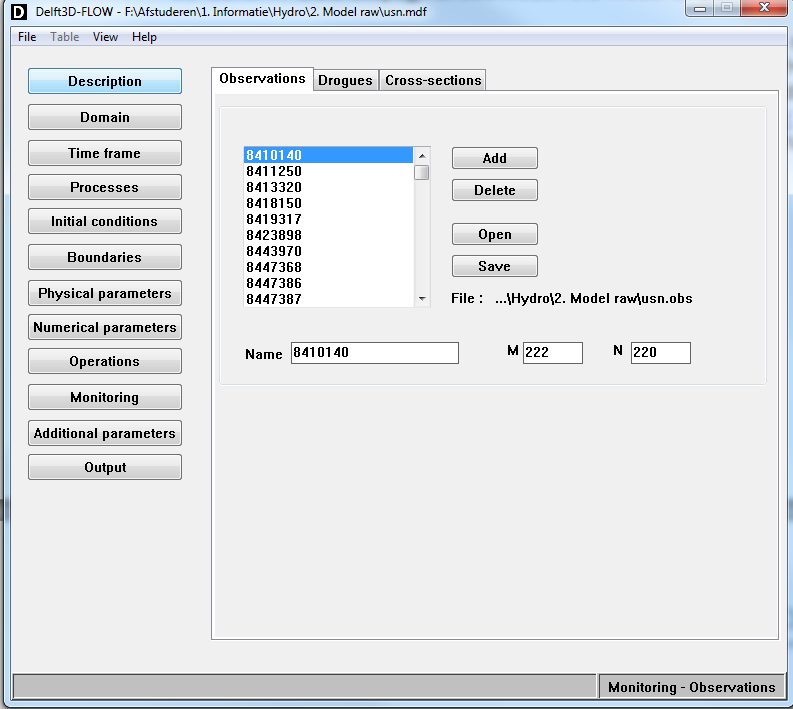 Delft3D-FLOW - F:\Afstuderen\1. Informatie\Hydro\2. Model raw\usn.mdf
File Table View Help
Description
Domain
Time frame
Processes
Initial conditions
Boundaries
Physical parameters
Numerical parameters
Operations
Monitoring
Additional parameters
Output
Observations Drogues Cross-sections
8410140
8411250
8413320
8418150
8419317
8423898
8443970
8447368
8447386
8447387
Add
Delete
Open
Save
File : ...\Hydro\2. Model raw\usn.obs
Name 8410140 M 222 N 220
Monitoring - Observations